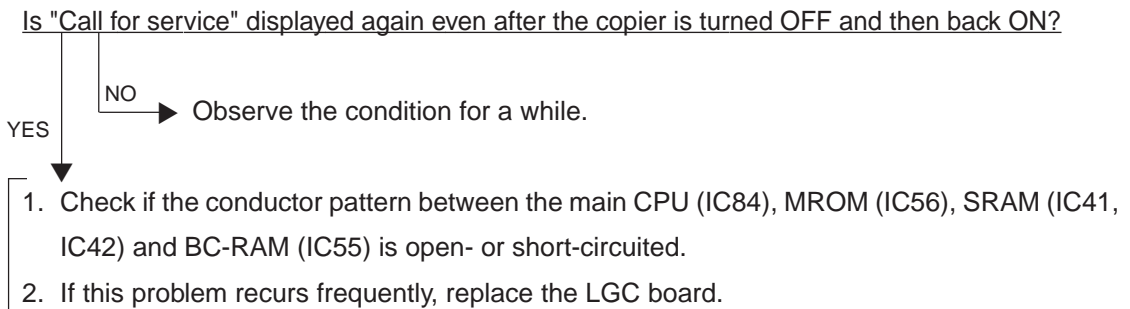 Is "Call for service" displayed again even after the copier is turned OFF and then back ON?
NO
Observe the condition for a while.
YES
1. Check if the conductor pattern between the main CPU (IC84), MROM (IC56), SRAM (IC41,
IC42) and BC-RAM (IC55) is open- or short-circuited.
2. If this problem recurs frequently, replace the LGC board.